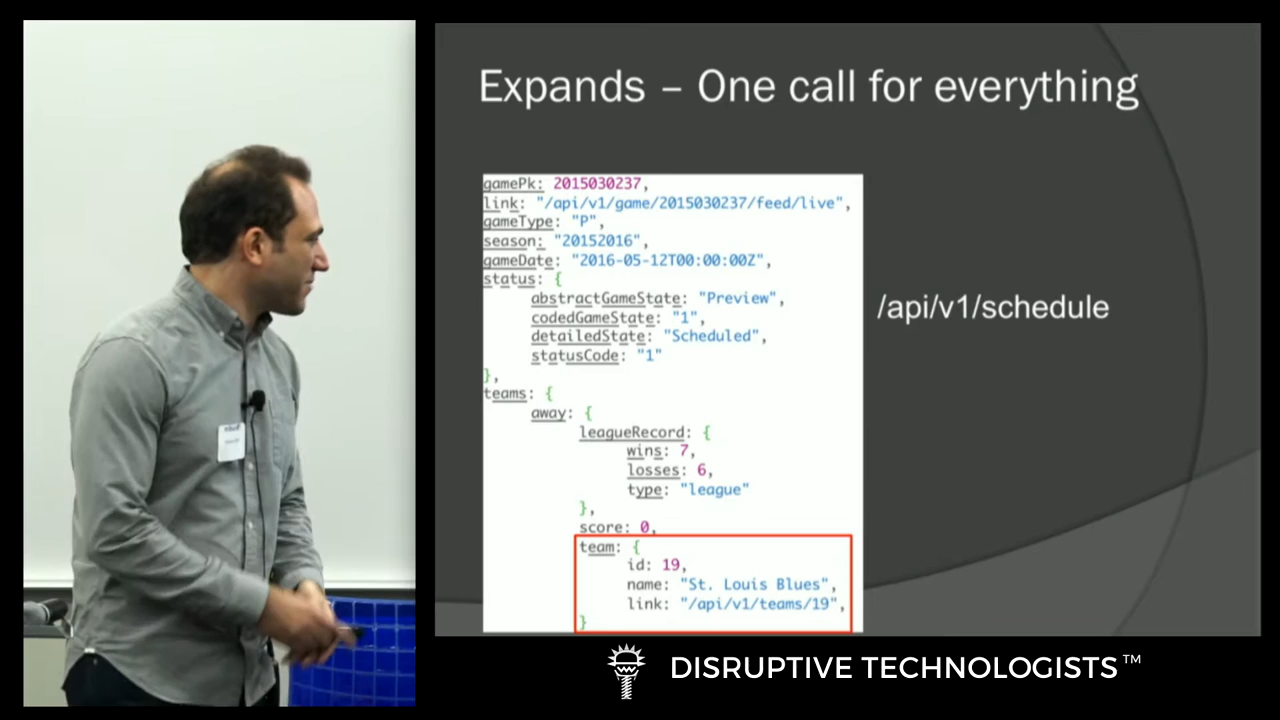 Expands – One call for everything
gamePk: 2015030237,
link: "/api/v1/game/2015030237/feed/live",
gameType: "P",
season: "20152016",
gameDate: "2016-05-12T00:00:00Z",
status: {
abstractGameState: "Preview",
codedGameState: "1",
detailedState: "Scheduled",
statusCode: "1"
},
teams: {
away: {
leagueRecord: {
wins: 7,
losses: 6,
type: "league"
},
score: 0,
team: {
id: 19,
name: "St. Louis Blues",
link: "/api/v1/teams/19",
}
/api/v1/schedule
DISRUPTIVE TECHNOLOGISTS™